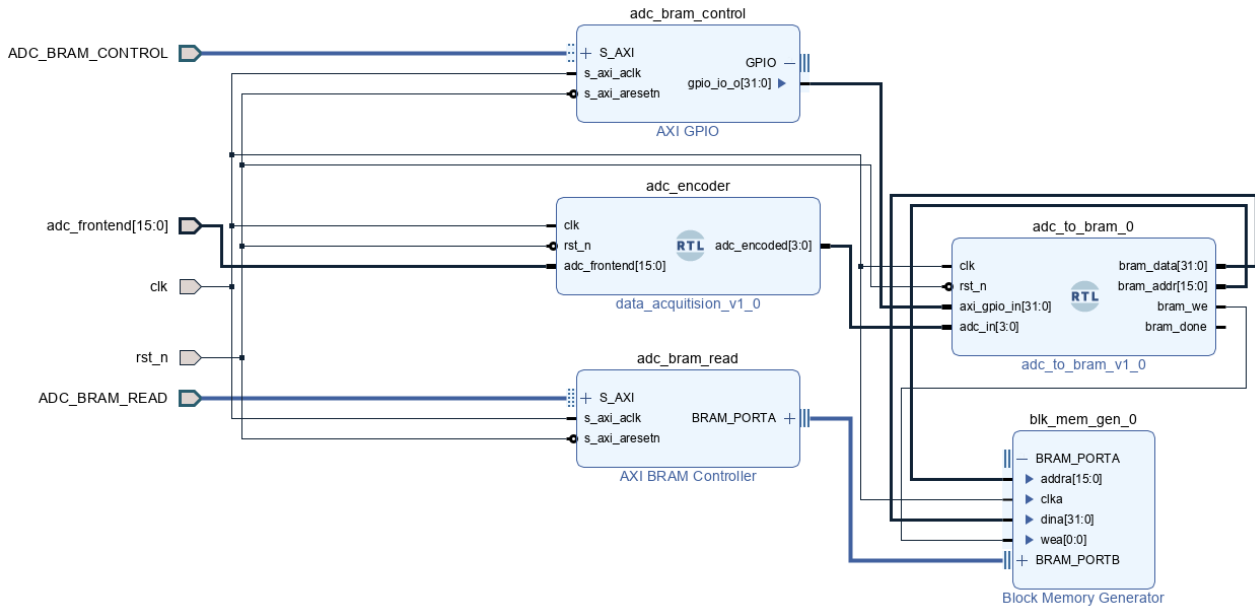 adc_bram_control
ADC_BRAM_CONTROL
S_AXI
s_axi_aclk
s_axi_aresetn
GPIO
gpio_io_o[31:0]
AXI GPIO
adc_encoder
adc_frontend[15:0]
clk
rst_n
adc_frontend[15:0]
RTL
adc_encoded[3:0]
data_acquitision_v1_0
adc_to_bram_0
clk
rst_n
axi_gpio_in[31:0]
adc_in[3:0]
RTL
bram_data[31:0]
bram_addr[15:0]
bram_we
bram_done
adc_to_bram_v1_0
clk
rst_n
ADC_BRAM_READ
adc_bram_read
S_AXI
s_axi_aclk
s_axi_aresetn
BRAM_PORTA
AXI BRAM Controller
blk_mem_gen_0
BRAM_PORTA
addra[15:0]
clka
dina[31:0]
wea[0:0]
BRAM_PORTB
Block Memory Generator